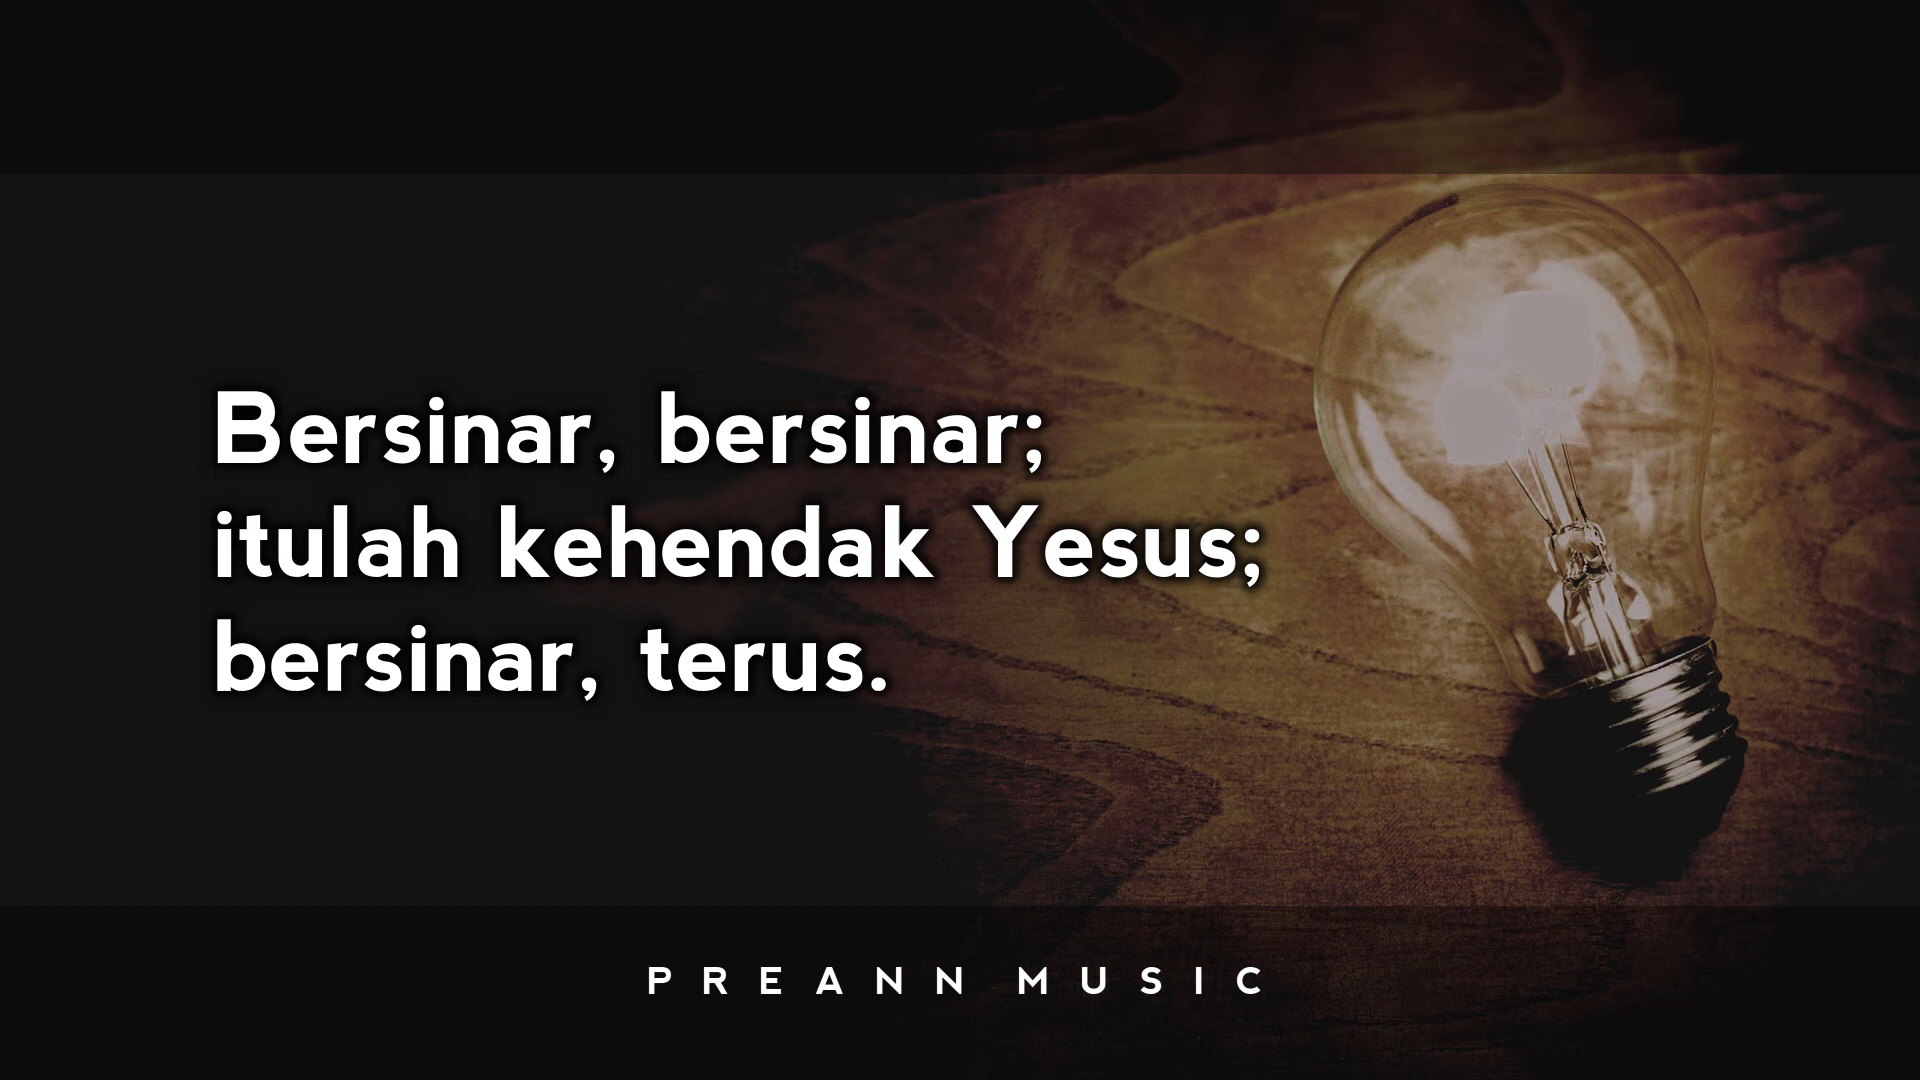 Bersinar, bersinar;
itulah kehendak Yesus;
bersinar, terus.
PREANN MUSIC